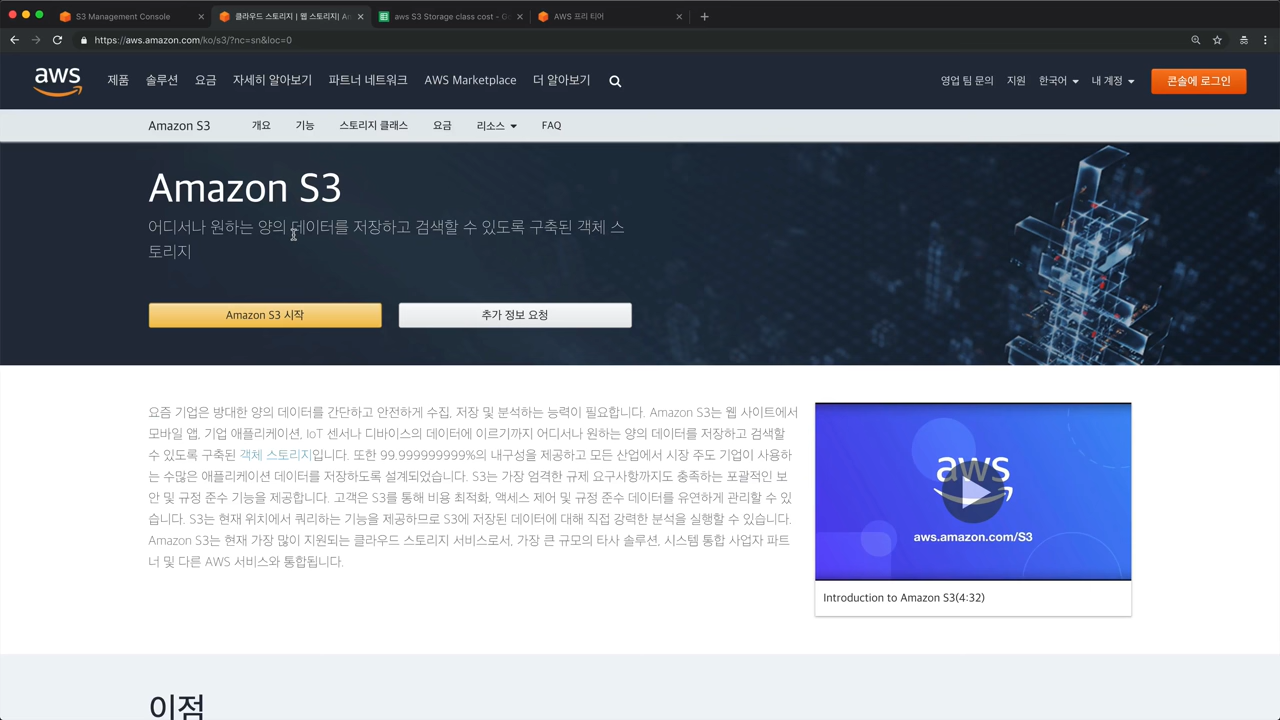 S3 Management Console
클라우드 스토리지 | 웹 스토리지| Ar
aws S3 Storage class cost - Go
AWS 프리 티어
https://aws.amazon.com/ko/s3/?nc=sn&loc=0
aws
제품
솔루션
요금
자세히 알아보기
파트너 네트워크
AWS Marketplace
더 알아보기
영업 팀 문의
지원
한국어
내 계정
콘솔에 로그인
Amazon S3
개요
기능
스토리지 클래스
요금
리소스
FAQ
Amazon S3
어디서나 원하는 양의 데이터를 저장하고 검색할 수 있도록 구축된 객체 스
토리지
Amazon S3 시작
추가 정보 요청
요즘 기업은 방대한 양의 데이터를 간단하고 안전하게 수집, 저장 및 분석하는 능력이 필요합니다. Amazon S3는 웹 사이트에서
모바일 앱, 기업 애플리케이션, IoT 센서나 디바이스의 데이터에 이르기까지 어디서나 원하는 양의 데이터를 저장하고 검색할
수 있도록 구축된 객체 스토리지입니다. 또한 99.999999999%의 내구성을 제공하고 모든 산업에서 시장 주도 기업이 사용하
는 수많은 애플리케이션 데이터를 저장하도록 설계되었습니다. S3는 가장 엄격한 규제 요구사항까지도 충족하는 포괄적인 보
안 및 규정 준수 기능을 제공합니다. 고객은 S3를 통해 비용 최적화, 액세스 제어 및 규정 준수 데이터를 유연하게 관리할 수 있
습니다. S3는 현재 위치에서 쿼리하는 기능을 제공하므로 S3에 저장된 데이터에 대해 직접 강력한 분석을 실행할 수 있습니다.
Amazon S3는 현재 가장 많이 지원되는 클라우드 스토리지 서비스로서, 가장 큰 규모의 타사 솔루션, 시스템 통합 사업자 파트
너 및 다른 AWS 서비스와 통합됩니다.
aws
aws.amazon.com/S3
Introduction to Amazon S3(4:32)
이점